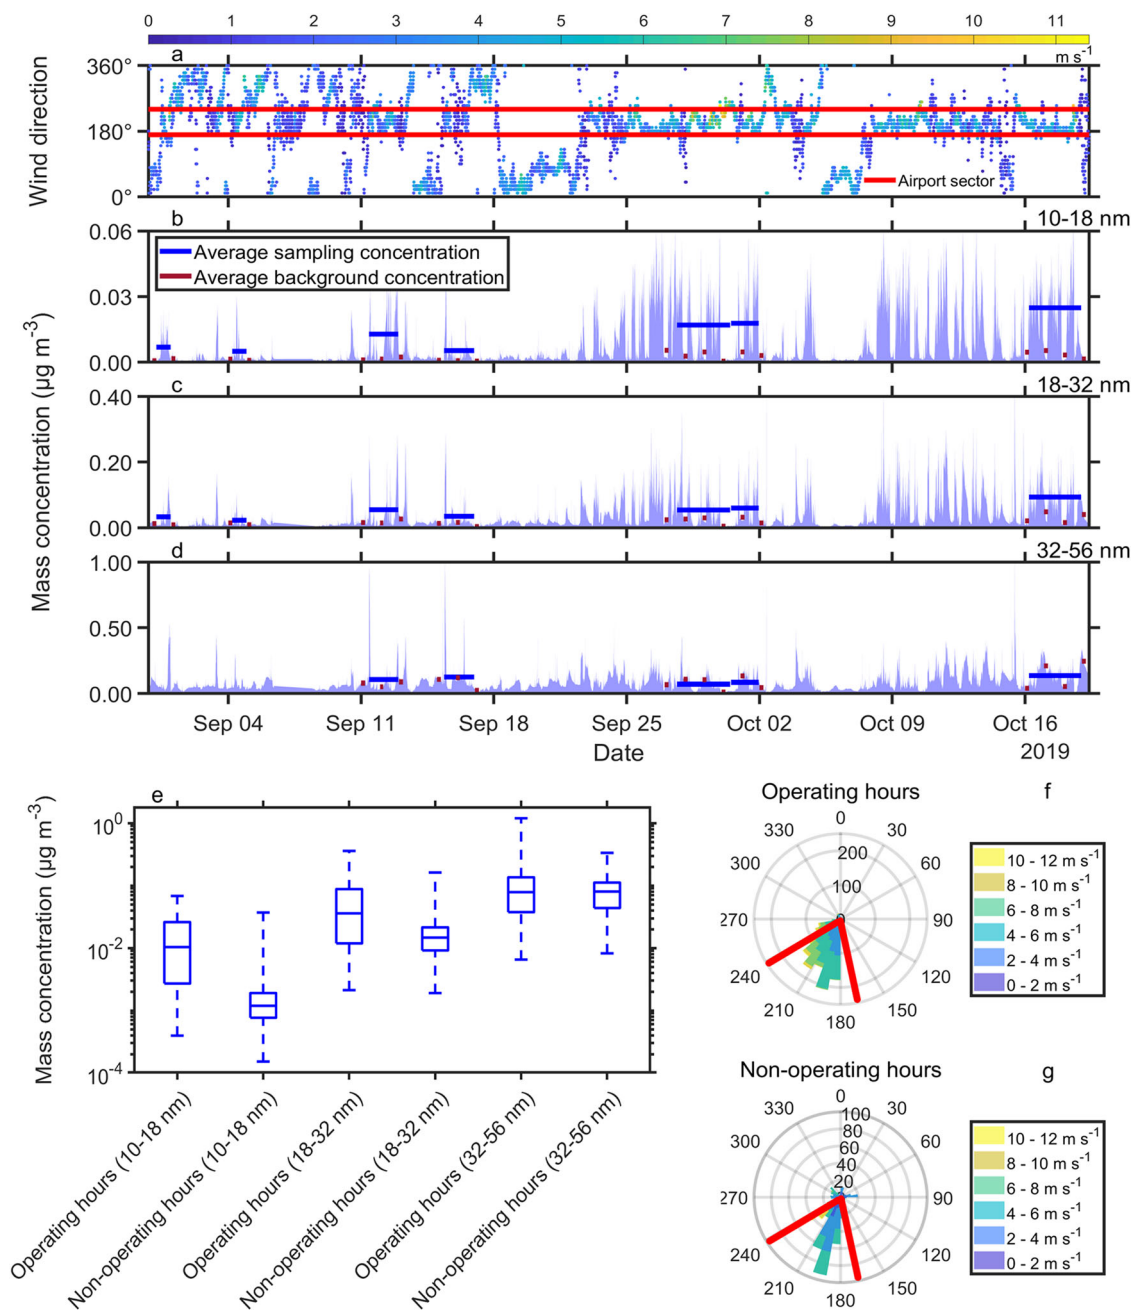 0 1 2 3 4 5 6 7 8 9 10 11
m s⁻¹
a
360°
180°
0°
Wind direction
Airport sector
b
10-18 nm
0.06
0.03
0.00
Average sampling concentration
Average background concentration
c
18-32 nm
0.40
0.20
0.00
Mass concentration (µg m⁻³)
d
32-56 nm
1.00
0.50
0.00
Sep 04 Sep 11 Sep 18 Sep 25 Oct 02 Oct 09 Oct 16
Date
2019
e
10⁰
10⁻²
10⁻⁴
Mass concentration (µg m⁻³)
Operating hours (10-18 nm)
Non-operating hours (10-18 nm)
Operating hours (18-32 nm)
Non-operating hours (18-32 nm)
Operating hours (32-56 nm)
Non-operating hours (32-56 nm)
Operating hours
f
0
330 30
300 60
270 90
240 120
210 150
180
200
100
0
10 - 12 m s⁻¹
8 - 10 m s⁻¹
6 - 8 m s⁻¹
4 - 6 m s⁻¹
2 - 4 m s⁻¹
0 - 2 m s⁻¹
Non-operating hours
g
0
330 30
300 60
270 90
240 120
210 150
180
100
80
60
40
20
0
10 - 12 m s⁻¹
8 - 10 m s⁻¹
6 - 8 m s⁻¹
4 - 6 m s⁻¹
2 - 4 m s⁻¹
0 - 2 m s⁻¹